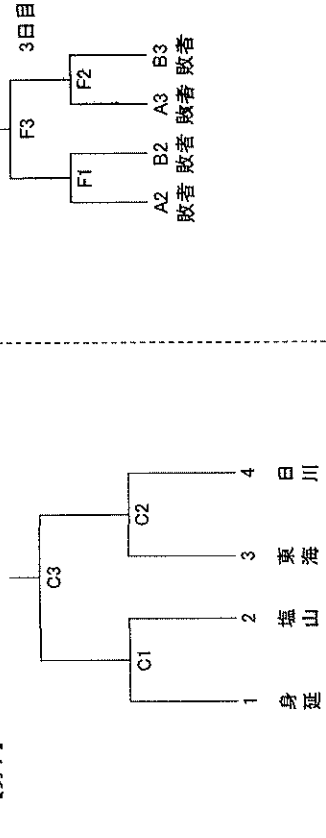 3日目
F3
F1
F2
A2 B2 A3 B3
敗者 敗者 敗者 敗者
C3
C1
C2
1 2 3 4
身延 塩山 東海 日川